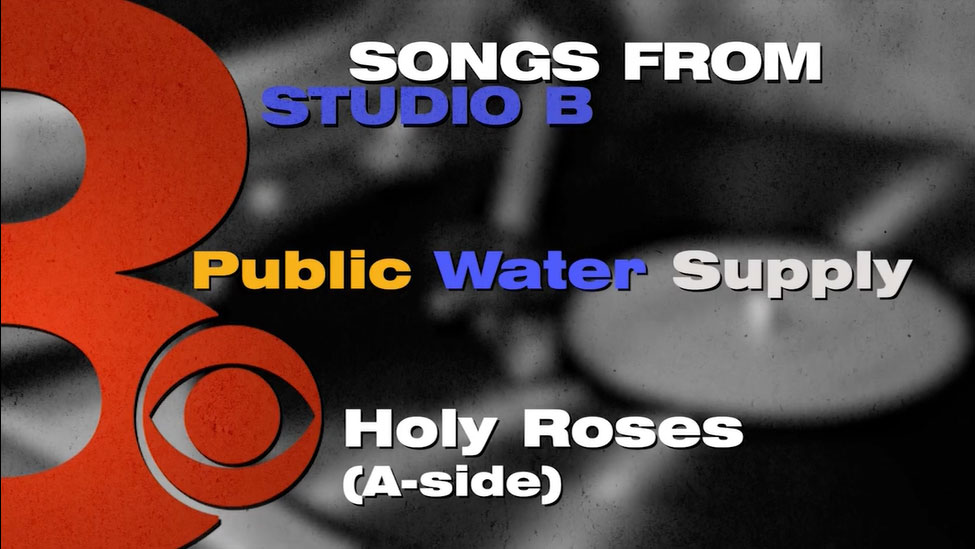 SONGS FROM
STUDIO B
Public Water Supply
Holy Roses
(A-side)
B